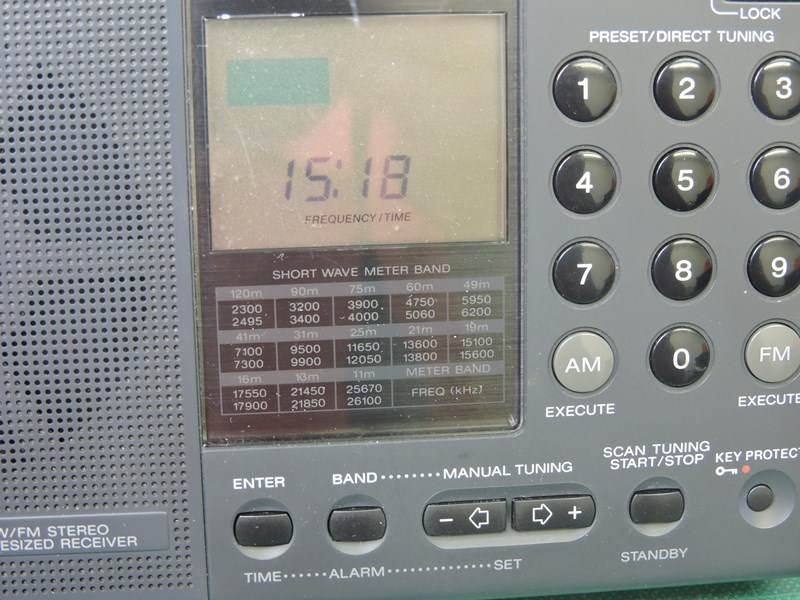 LOCK
PRESET/DIRECT TUNING
1 2 3
4 5 6
7 8 9
AM 0 FM
EXECUTE EXECUTE
15:18
FREQUENCY/TIME
SHORT WAVE METER BAND
120m 90m 75m 60m 49m
2300 3200 3900 4750 5950
2495 3400 4000 5060 6200
41m 31m 25m 21m 19m
7100 9500 11650 13600 15100
7300 9900 12050 13800 15600
16m 13m 11m METER BAND
17550 21450 25670 FREQ (kHz)
17900 21850 26100
SCAN TUNING
START/STOP
KEY PROTECT
ENTER BAND MANUAL TUNING
- +
TIME ALARM SET
STANDBY
W/FM STEREO
ESIZED RECEIVER